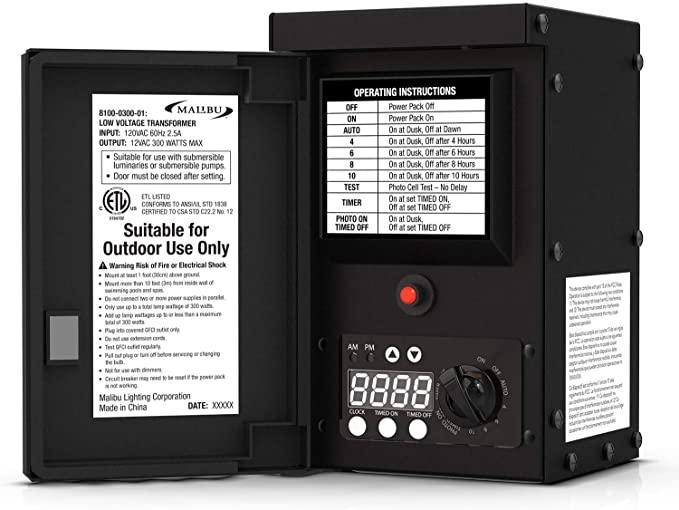 MALIBU
8100-0300-01:
LOW VOLTAGE TRANSFORMER
INPUT: 120VAC 60Hz 2.5A
OUTPUT: 12VAC 300 WATTS MAX
• Suitable for use with submersible
luminaries or submersible pumps.
• Door must be closed after setting.
ETL
C US
ETL LISTED
CONFORMS TO ANSI/UL STD 1838
CERTIFIED TO CSA STD C22.2 No. 12
Suitable for
Outdoor Use Only
Warning Risk of Fire or Electrical Shock
• Mount at least 1 foot (30cm) above ground.
• Mount more than 10 feet (3m) from inside wall of
swimming pools and spas.
• Do not connect two or more power supplies in parallel.
• Only use up to a total lamp wattage of 300 watts.
• Add up lamp wattages up to or less than a maximum
total of 300 watts.
• Plug into covered GFCI outlet only.
• Do not use extension cords.
• Test GFCI outlet regularly.
• Pull out plug or turn off before servicing or changing
the bulb.
• Not for use with dimmers.
• Circuit breaker may need to be reset if the power pack
is not working.
Malibu Lighting Corporation
Made in China DATE: XXXXX
OPERATING INSTRUCTIONS
OFF Power Pack Off
ON Power Pack On
AUTO On at Dusk, Off at Dawn
4 On at Dusk, Off after 4 Hours
6 On at Dusk, Off after 6 Hours
8 On at Dusk, Off after 8 Hours
10 On at Dusk, Off after 10 Hours
TEST Photo Cell Test – No Delay
TIMER On at set TIMED ON,
Off at set TIMED OFF
PHOTO ON
TIMED OFF
On at Dusk,
Off at set TIMED OFF
AM PM
8888
CLOCK TIMED ON TIMED OFF
ON OFF AUTO 4 6 8 10
PHOTO ON